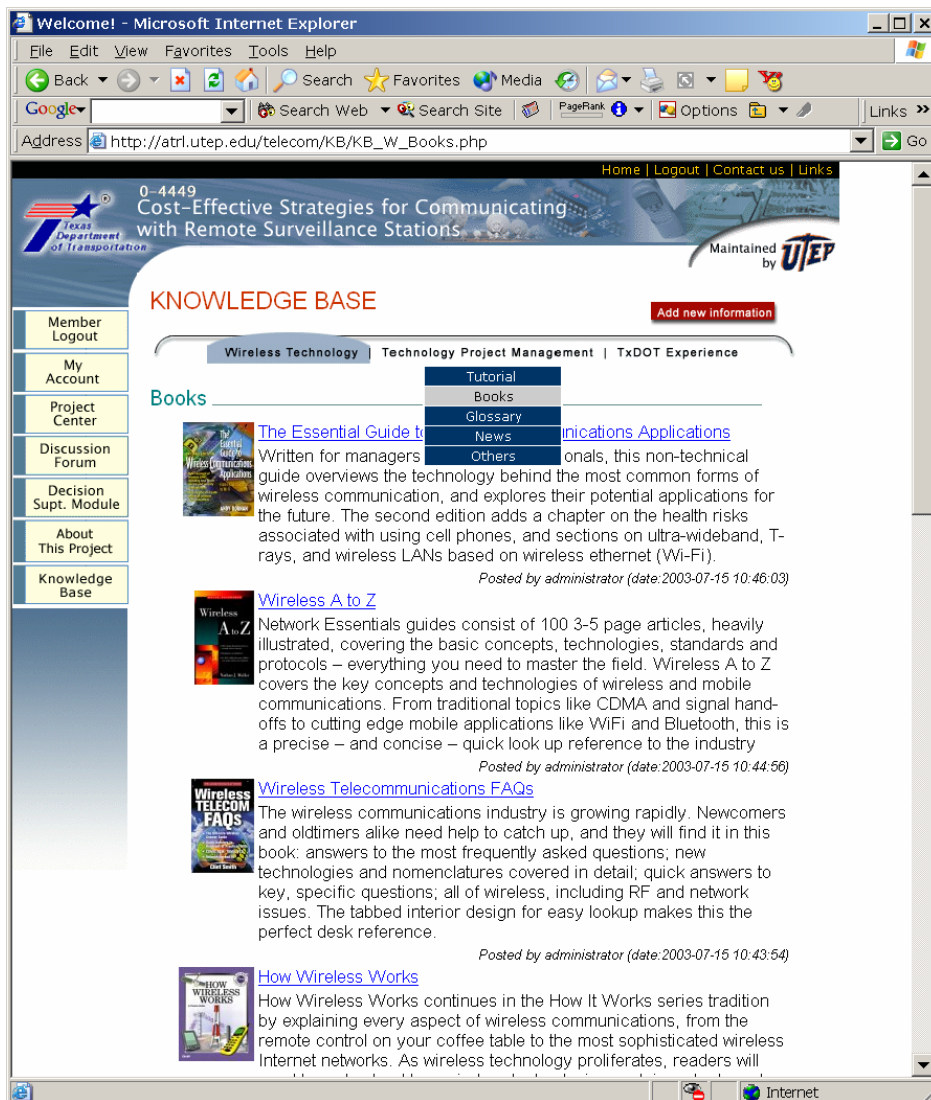 Welcome! - Microsoft Internet Explorer
File Edit View Favorites Tools Help
Back Search Favorites Media
Google Search Web Search Site PageRank Options Links »
Address http://atrl.utep.edu/telecom/KB/KB_W_Books.php Go
Home | Logout | Contact us | Links
0-4449
Cost-Effective Strategies for Communicating
with Remote Surveillance Stations
Texas
Department
of Transportation
®
Maintained
by UTEP
KNOWLEDGE BASE
Add new information
Wireless Technology | Technology Project Management | TxDOT Experience
Tutorial
Books
Glossary
News
Others
Member
Logout
My
Account
Project
Center
Discussion
Forum
Decision
Supt. Module
About
This Project
Knowledge
Base
Books
The Essential Guide to nications Applications
Written for managers onals, this non-technical
guide overviews the technology behind the most common forms of
wireless communication, and explores their potential applications for
the future. The second edition adds a chapter on the health risks
associated with using cell phones, and sections on ultra-wideband, T-
rays, and wireless LANs based on wireless ethernet (Wi-Fi).
Posted by administrator (date:2003-07-15 10:46:03)
Wireless
A to Z
Wireless A to Z
Network Essentials guides consist of 100 3-5 page articles, heavily
illustrated, covering the basic concepts, technologies, standards and
protocols – everything you need to master the field. Wireless A to Z
covers the key concepts and technologies of wireless and mobile
communications. From traditional topics like CDMA and signal hand-
offs to cutting edge mobile applications like WiFi and Bluetooth, this is
a precise – and concise – quick look up reference to the industry
Posted by administrator (date:2003-07-15 10:44:56)
Wireless
TELECOM
FAQs
Wireless Telecommunications FAQs
The wireless communications industry is growing rapidly. Newcomers
and oldtimers alike need help to catch up, and they will find it in this
book: answers to the most frequently asked questions; new
technologies and nomenclatures covered in detail; quick answers to
key, specific questions; all of wireless, including RF and network
issues. The tabbed interior design for easy lookup makes this the
perfect desk reference.
Posted by administrator (date:2003-07-15 10:43:54)
HOW
WIRELESS
WORKS
How Wireless Works
How Wireless Works continues in the How It Works series tradition
by explaining every aspect of wireless communications, from the
remote control on your coffee table to the most sophisticated wireless
Internet networks. As wireless technology proliferates, readers will
Internet